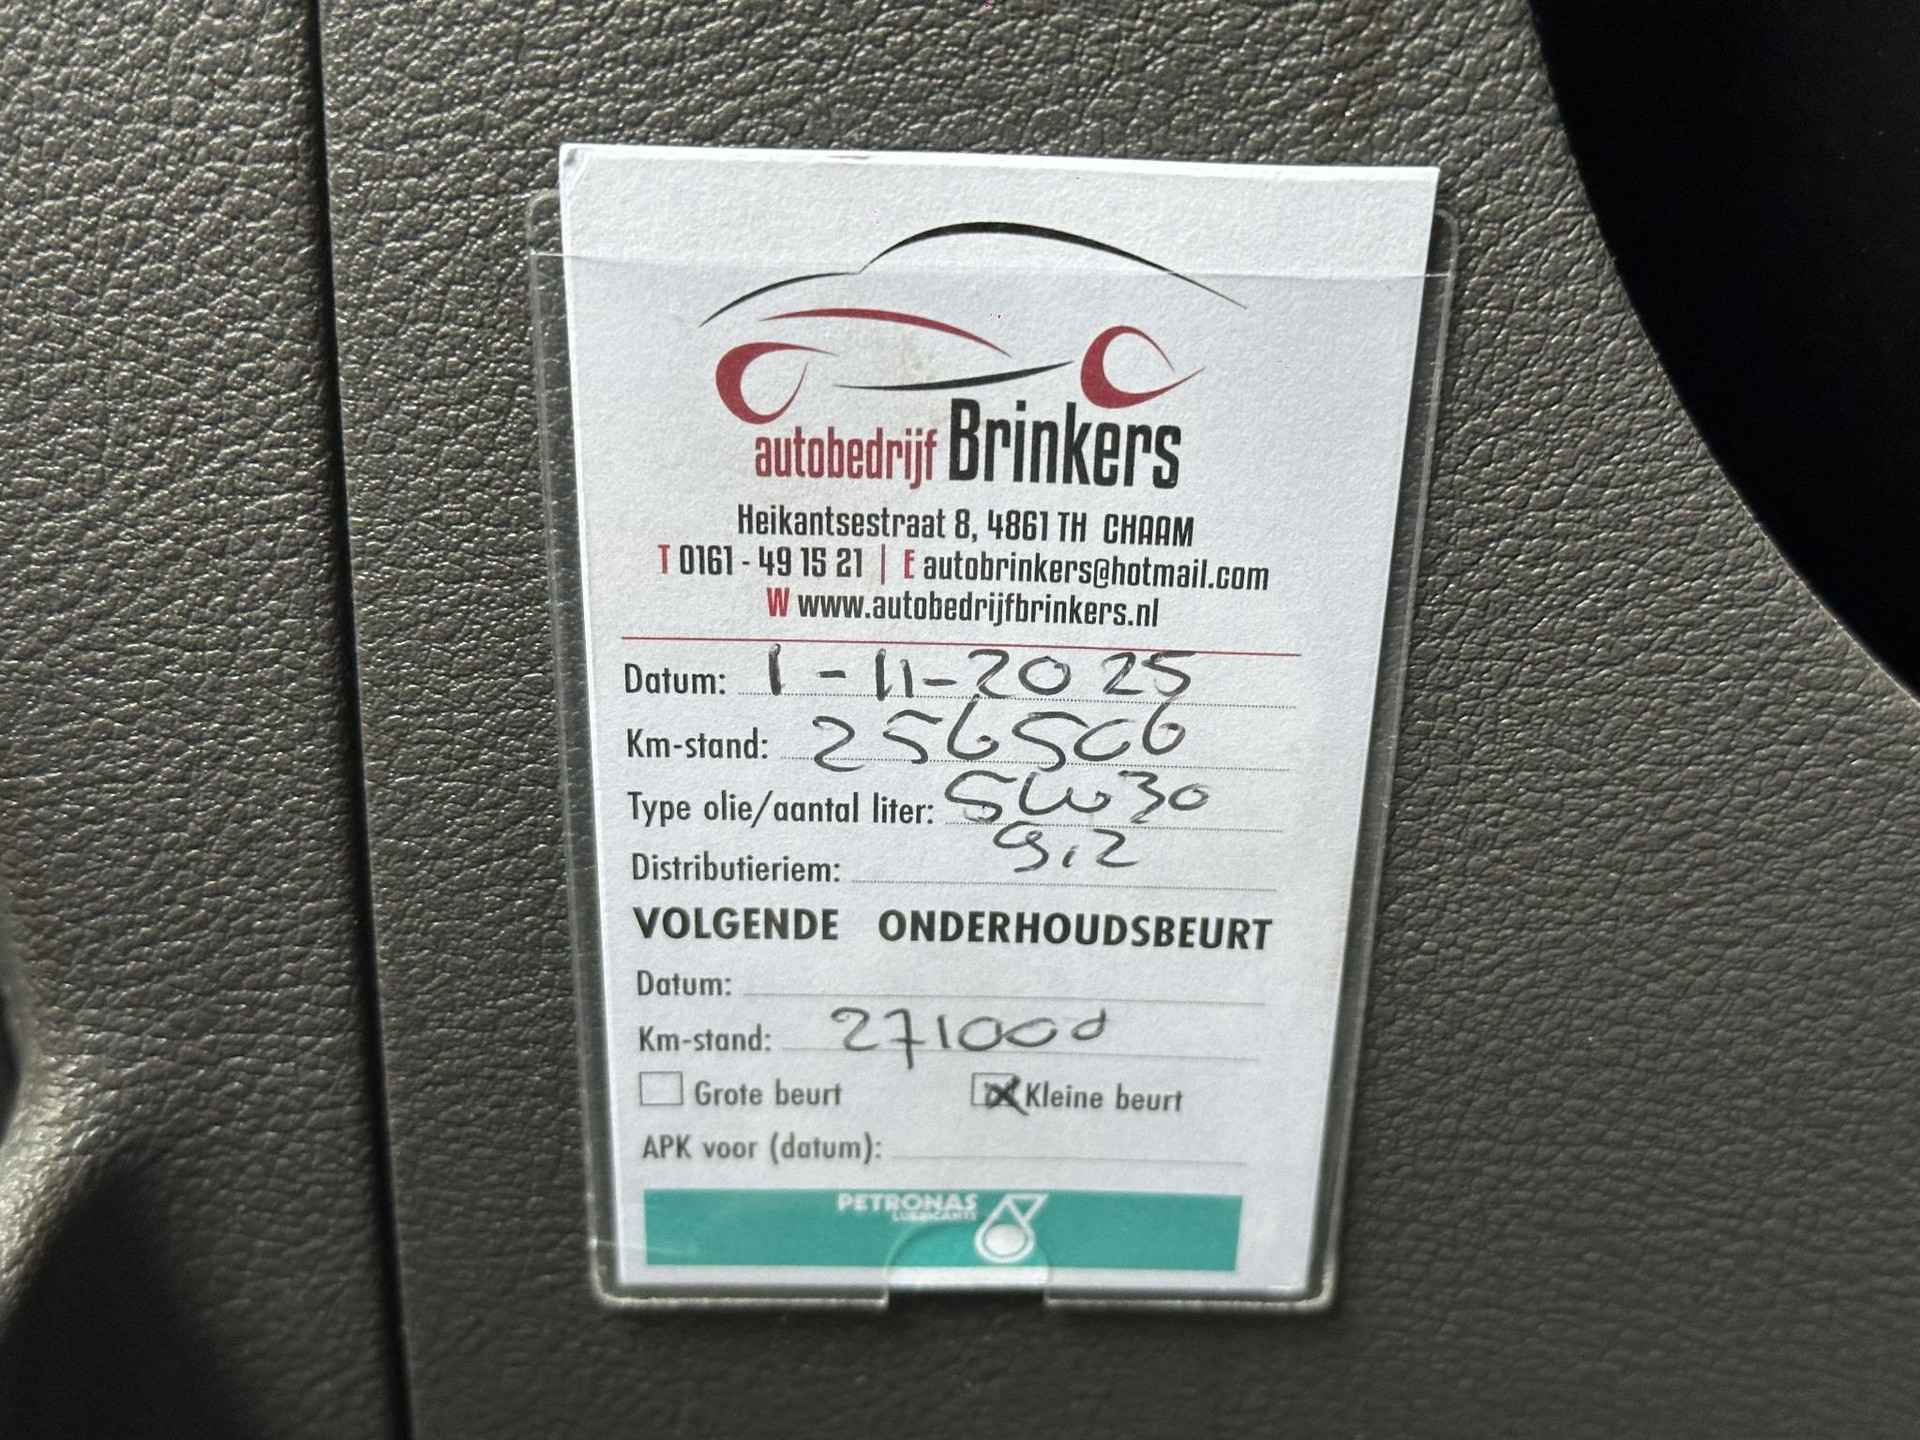 autobedrijf Brinkers
Heikantsestraat 8, 4861 TH CHAAM
T 0161 - 49 15 21 | E autobrinkers@hotmail.com
W www.autobedrijfbrinkers.nl
Datum: 1-11-2025
Km-stand: 256506
Type olie/aantal liter: 5w30
9,2
Distributieriem:
VOLGENDE ONDERHOUDSBEURT
Datum:
Km-stand: 271000
Grote beurt Kleine beurt
APK voor (datum):
PETRONAS
LUBRICANTS